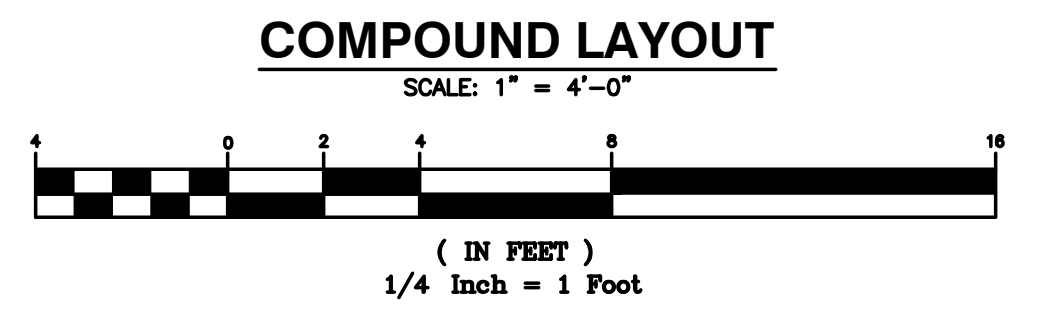 COMPOUND LAYOUT
SCALE: 1" = 4'-0"
4 0 2 4 8 16
( IN FEET )
1/4 Inch = 1 Foot